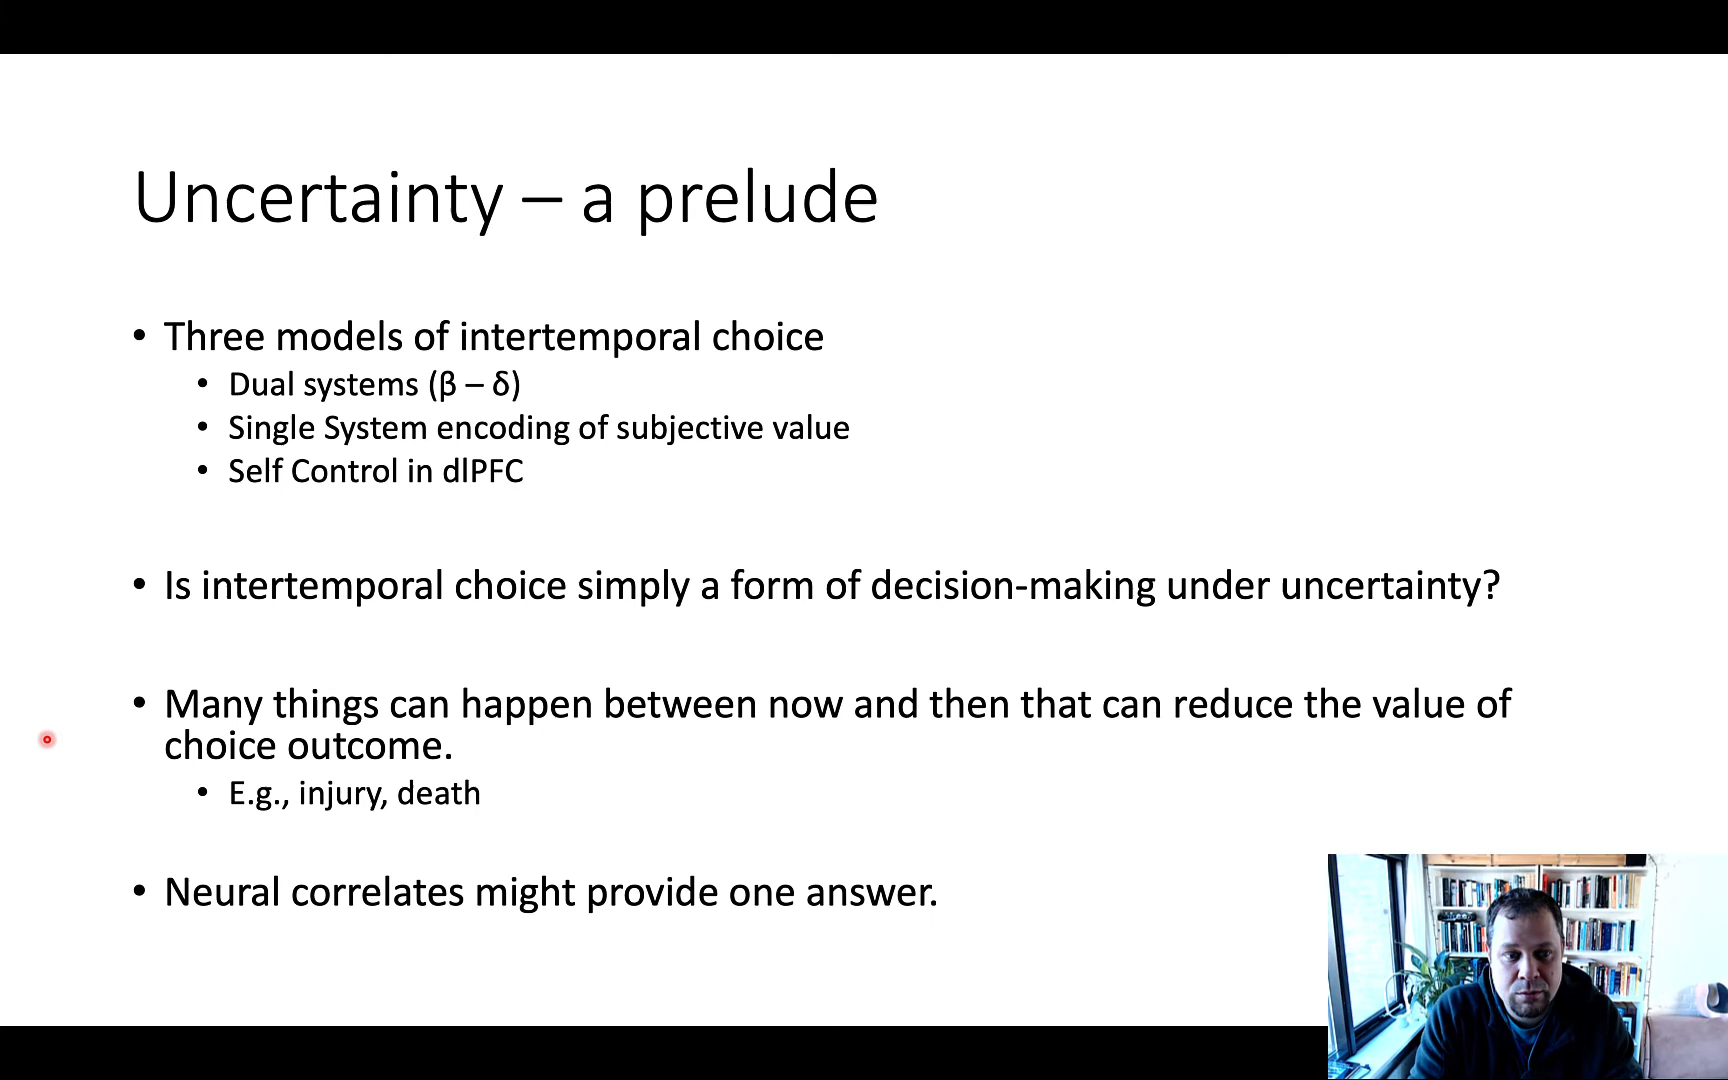 Uncertainty – a prelude
• Three models of intertemporal choice
• Dual systems (β – δ)
• Single System encoding of subjective value
• Self Control in dlPFC
• Is intertemporal choice simply a form of decision-making under uncertainty?
• Many things can happen between now and then that can reduce the value of
choice outcome.
• E.g., injury, death
• Neural correlates might provide one answer.